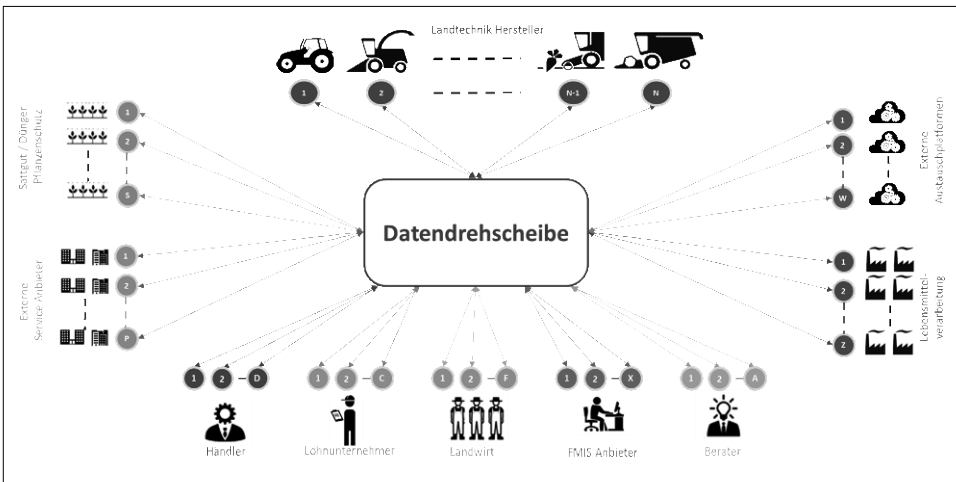 Landtechnik Hersteller
1
2
N-1
N
Sattgut / Dünger
Pflanzenschutz
1
2
S
Externe
Service Anbieter
1
2
P
Datendrehscheibe
1
2
W
Externe
Austauschplatformen
1
2
Z
Lebensmittel-
verarbeitung
1
2
D
Händler
1
2
C
Lohnunternehmer
1
2
F
Landwirt
1
2
X
FMIS Anbieter
1
2
A
Berater